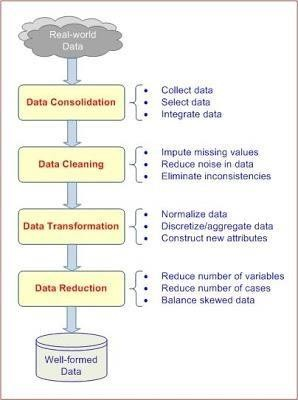 Real-world
Data
Data Consolidation
• Collect data
• Select data
• Integrate data
Data Cleaning
• Impute missing values
• Reduce noise in data
• Eliminate inconsistencies
Data Transformation
• Normalize data
• Discretize/aggregate data
• Construct new attributes
Data Reduction
• Reduce number of variables
• Reduce number of cases
• Balance skewed data
Well-formed
Data